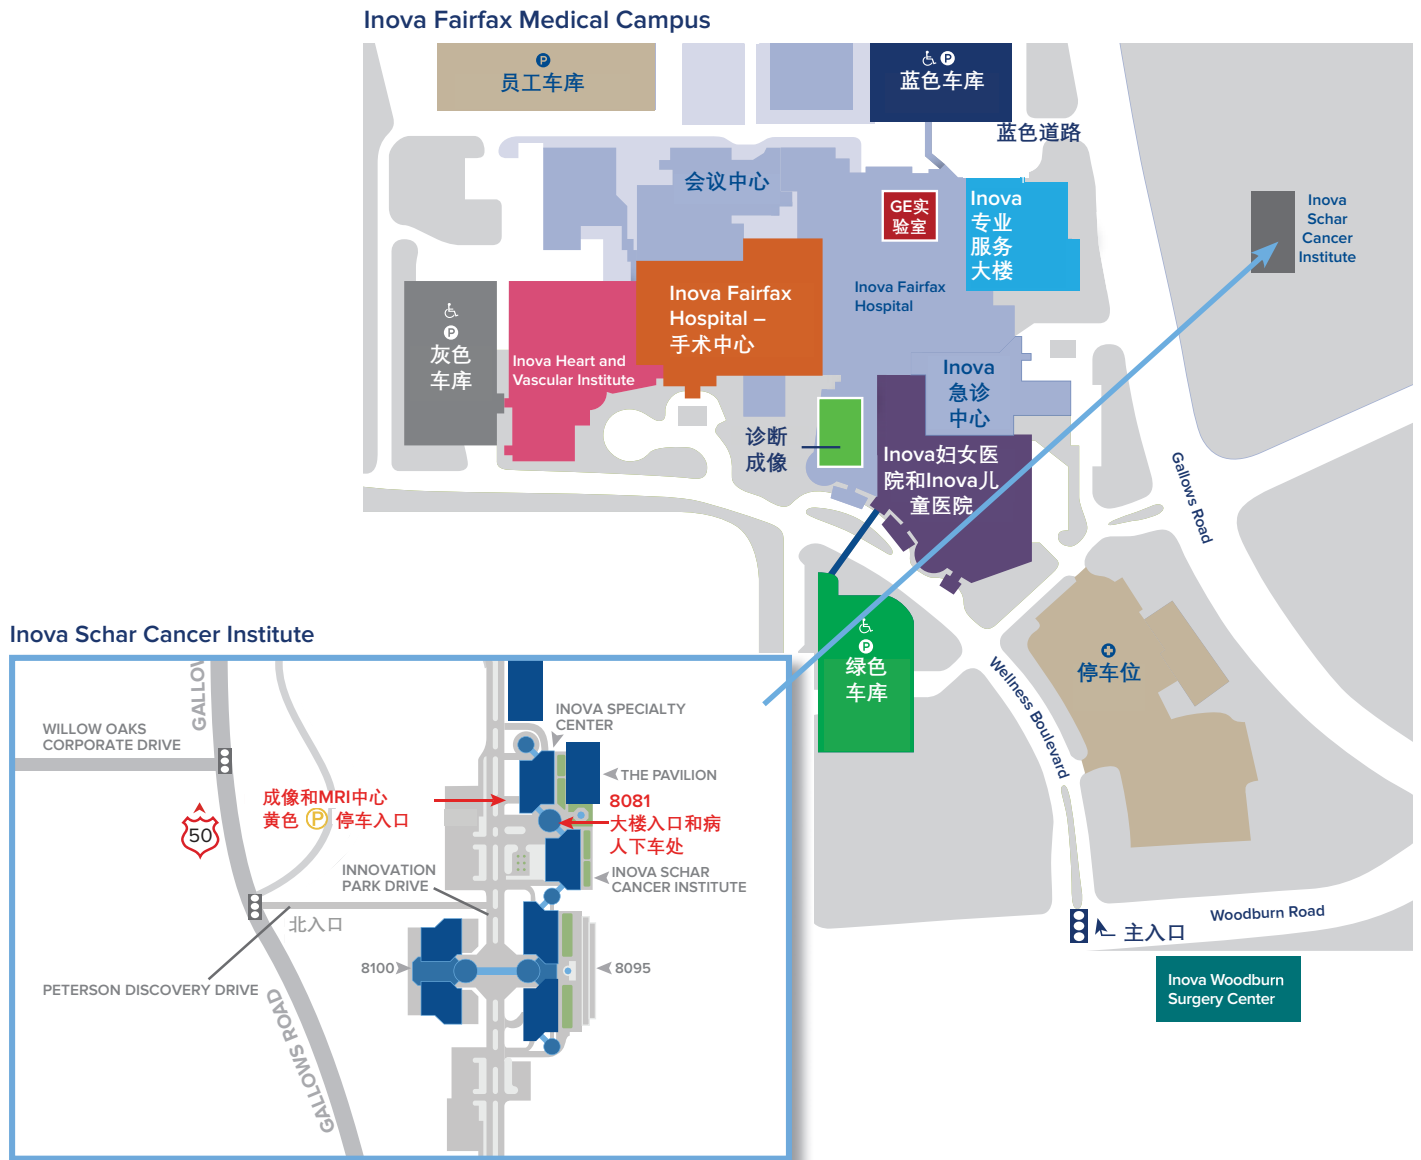 Inova Fairfax Medical Campus
P
员工车库
P
蓝色车库
蓝色道路
会议中心
GE实
验室
Inova
专业
服务
大楼
Inova
Schar
Cancer
Institute
Inova Fairfax
Hospital –
手术中心
Inova Fairfax
Hospital
P
灰色
车库
Inova Heart and
Vascular Institute
Inova
急诊
中心
诊断
成像
Inova妇女医
院和Inova儿
童医院
Gallows Road
P
绿色
车库
停车位
Wellness Boulevard
Woodburn Road
主入口
Inova Woodburn
Surgery Center
Inova Schar Cancer Institute
GALLOW
WILLOW OAKS
CORPORATE DRIVE
INOVA SPECIALTY
CENTER
THE PAVILION
成像和MRI中心
黄色 P 停车入口
8081
大楼入口和病
人下车处
50
INNOVATION
PARK DRIVE
INOVA SCHAR
CANCER INSTITUTE
北入口
8100
8095
PETERSON DISCOVERY DRIVE
GALLOWS ROAD